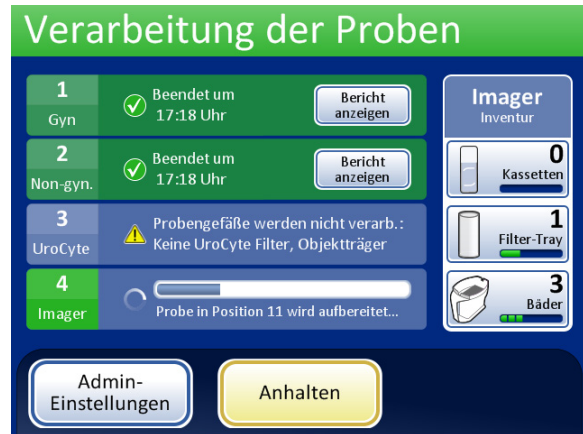 Verarbeitung der Proben
1
Gyn
Beendet um
17:18 Uhr
Bericht
anzeigen
2
Non-gyn.
Beendet um
17:18 Uhr
Bericht
anzeigen
3
UroCyte
Probengefäße werden nicht verarb.:
Keine UroCyte Filter, Objektträger
4
Imager
Probe in Position 11 wird aufbereitet...
Imager
Inventur
0
Kassetten
1
Filter-Tray
3
Bäder
Admin-
Einstellungen
Anhalten